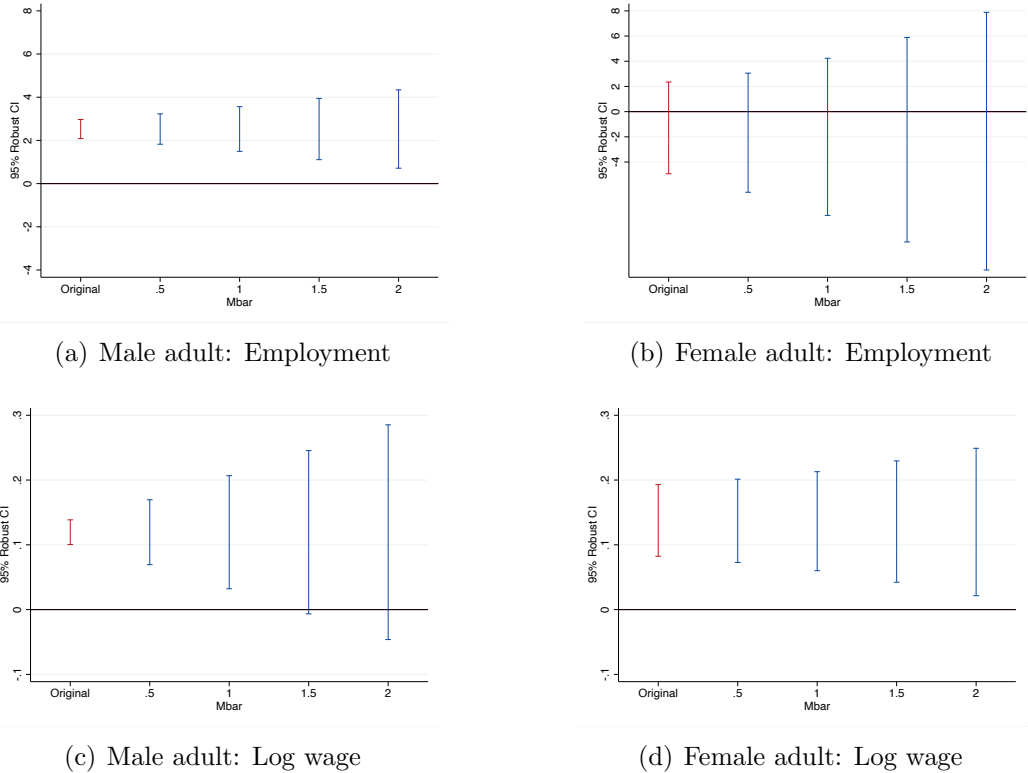 8
6
4
2
0
-2
-4
95% Robust CI
Original
.5
1
1.5
2
Mbar
(a) Male adult: Employment
8
6
4
2
0
-2
-4
95% Robust CI
Original
.5
1
1.5
2
Mbar
(b) Female adult: Employment
.3
.2
.1
0
-.1
95% Robust CI
Original
.5
1
1.5
2
Mbar
(c) Male adult: Log wage
.3
.2
.1
0
-.1
95% Robust CI
Original
.5
1
1.5
2
Mbar
(d) Female adult: Log wage